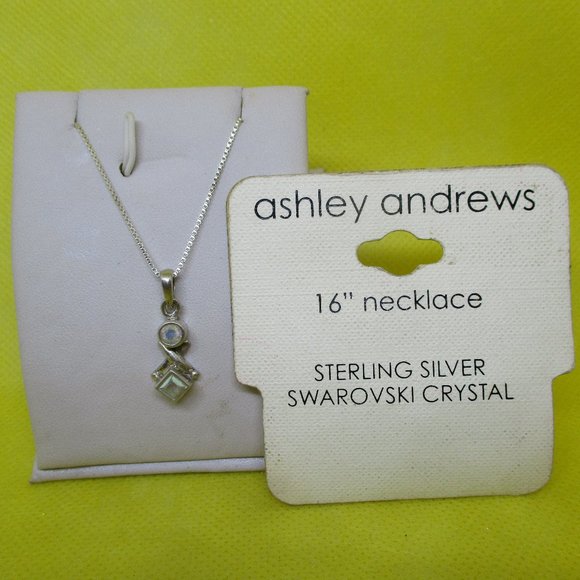 ashley andrews
16" necklace
STERLING SILVER
SWAROVSKI CRYSTAL